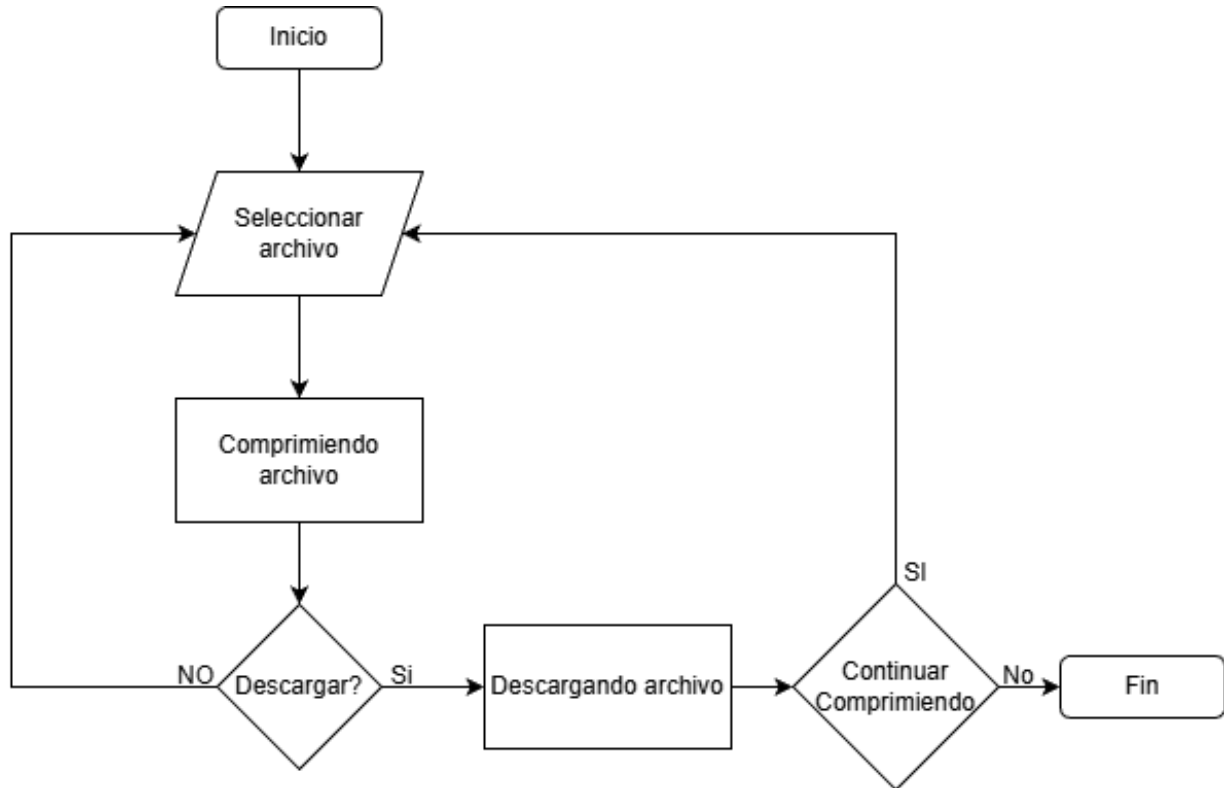 Inicio
Seleccionar
archivo
Comprimiendo
archivo
SI
NO
Descargar?
Si
Descargando archivo
Continuar
Comprimiendo
No
Fin